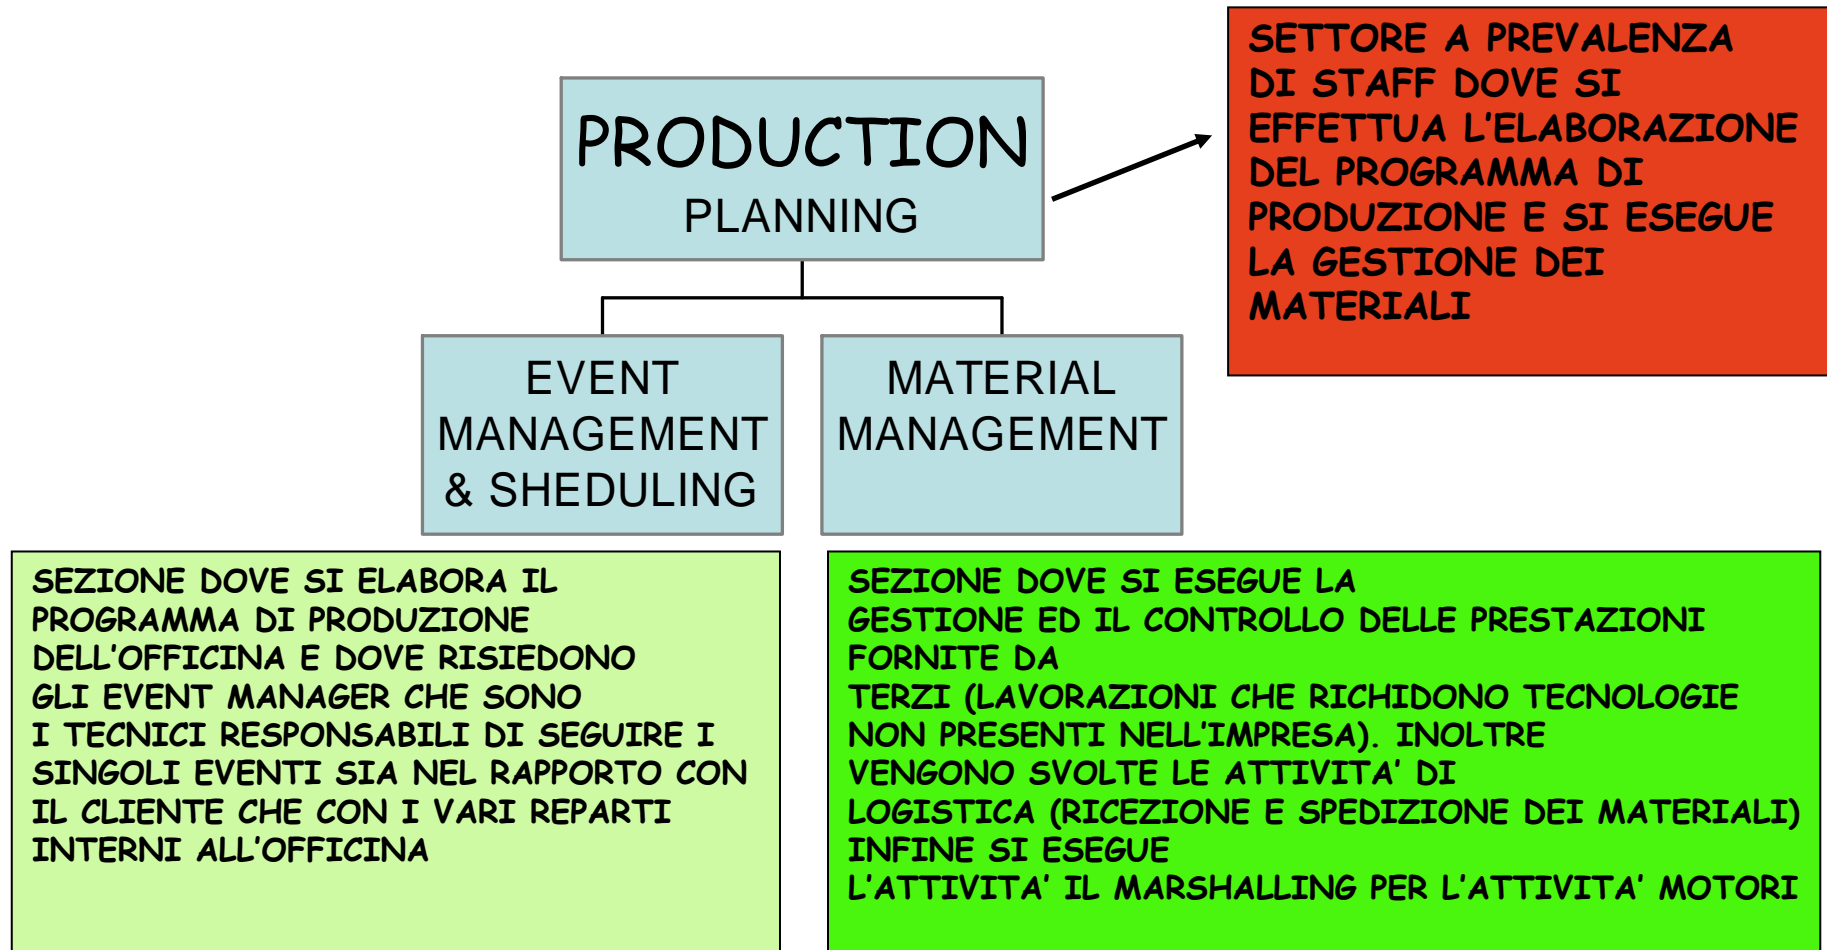 PRODUCTION
PLANNING
SETTORE A PREVALENZA
DI STAFF DOVE SI
EFFETTUA L'ELABORAZIONE
DEL PROGRAMMA DI
PRODUZIONE E SI ESEGUE
LA GESTIONE DEI
MATERIALI
EVENT
MANAGEMENT
& SHEDULING
MATERIAL
MANAGEMENT
SEZIONE DOVE SI ELABORA IL
PROGRAMMA DI PRODUZIONE
DELL'OFFICINA E DOVE RISIEDONO
GLI EVENT MANAGER CHE SONO
I TECNICI RESPONSABILI DI SEGUIRE I
SINGOLI EVENTI SIA NEL RAPPORTO CON
IL CLIENTE CHE CON I VARI REPARTI
INTERNI ALL'OFFICINA
SEZIONE DOVE SI ESEGUE LA
GESTIONE ED IL CONTROLLO DELLE PRESTAZIONI
FORNITE DA
TERZI (LAVORAZIONI CHE RICHIDONO TECNOLOGIE
NON PRESENTI NELL'IMPRESA). INOLTRE
VENGONO SVOLTE LE ATTIVITA' DI
LOGISTICA (RICEZIONE E SPEDIZIONE DEI MATERIALI)
INFINE SI ESEGUE
L'ATTIVITA' IL MARSHALLING PER L'ATTIVITA' MOTORI